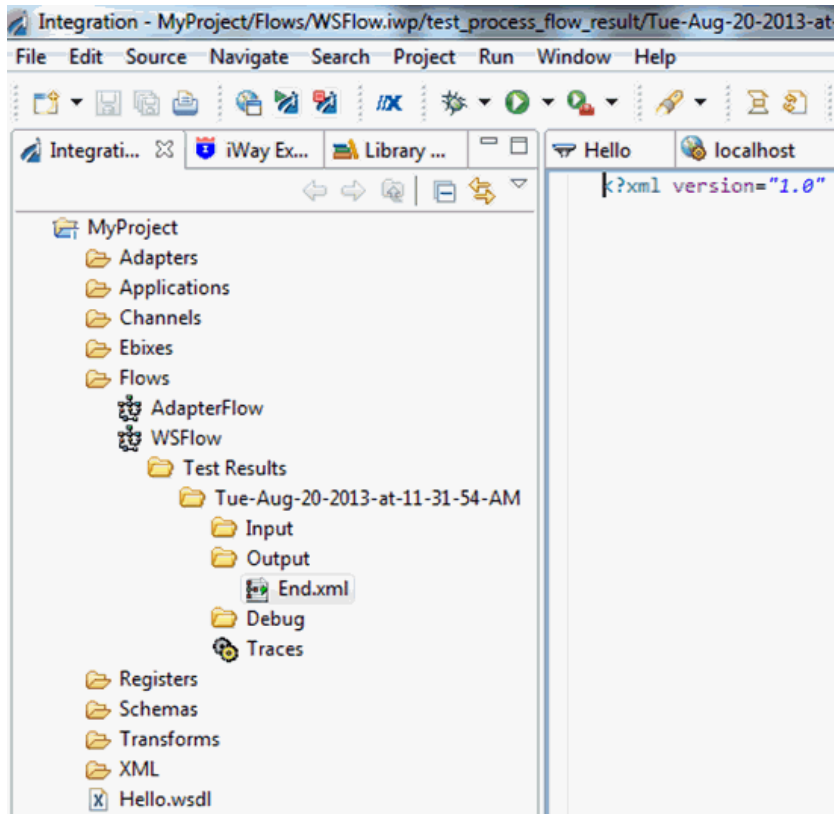 Integration - MyProject/Flows/WSFlow.iwp/test_process_flow_result/Tue-Aug-20-2013-at-
File Edit Source Navigate Search Project Run Window Help
Integrati... iWay Ex... Library ... Hello localhost
<?xml version="1.0"
MyProject
Adapters
Applications
Channels
Ebixes
Flows
AdapterFlow
WSFlow
Test Results
Tue-Aug-20-2013-at-11-31-54-AM
Input
Output
End.xml
Debug
Traces
Registers
Schemas
Transforms
XML
Hello.wsdl